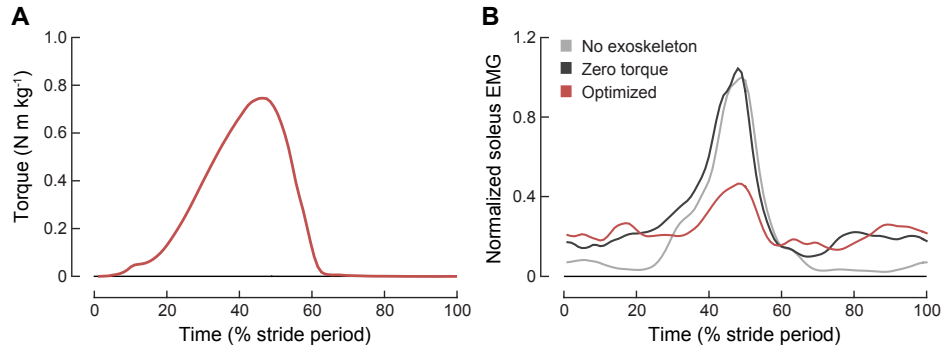 A
Torque (N m kg⁻¹)
1.0
0.8
0.6
0.4
0.2
0
0 20 40 60 80 100
Time (% stride period)
B
Normalized soleus EMG
1.2
0.8
0.4
0
No exoskeleton
Zero torque
Optimized
0 20 40 60 80 100
Time (% stride period)